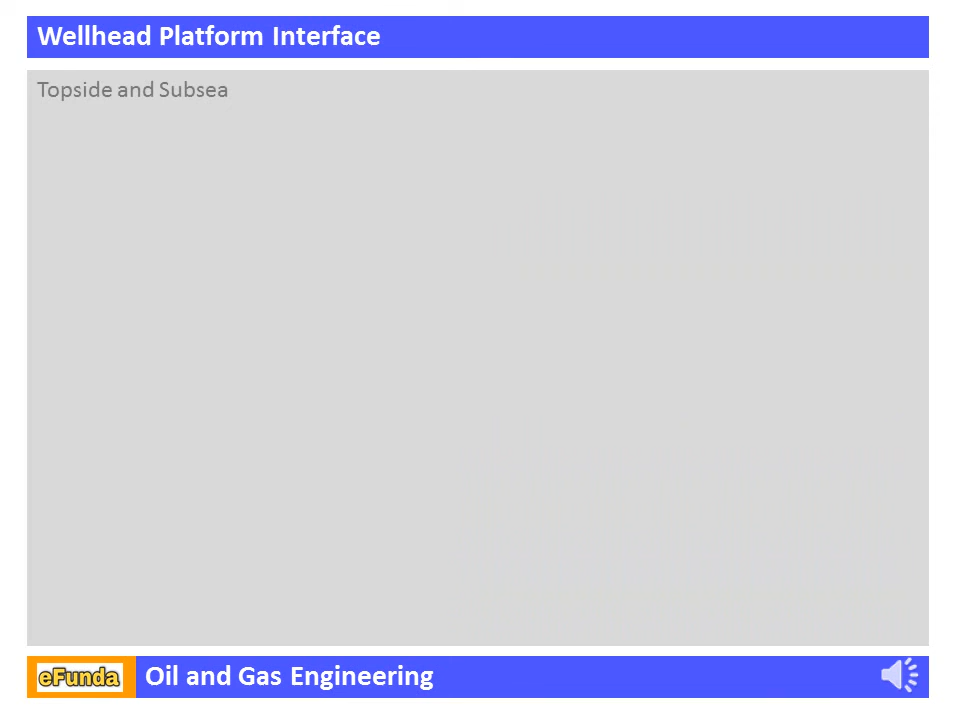 Wellhead Platform Interface
Topside and Subsea
eFunda
Oil and Gas Engineering